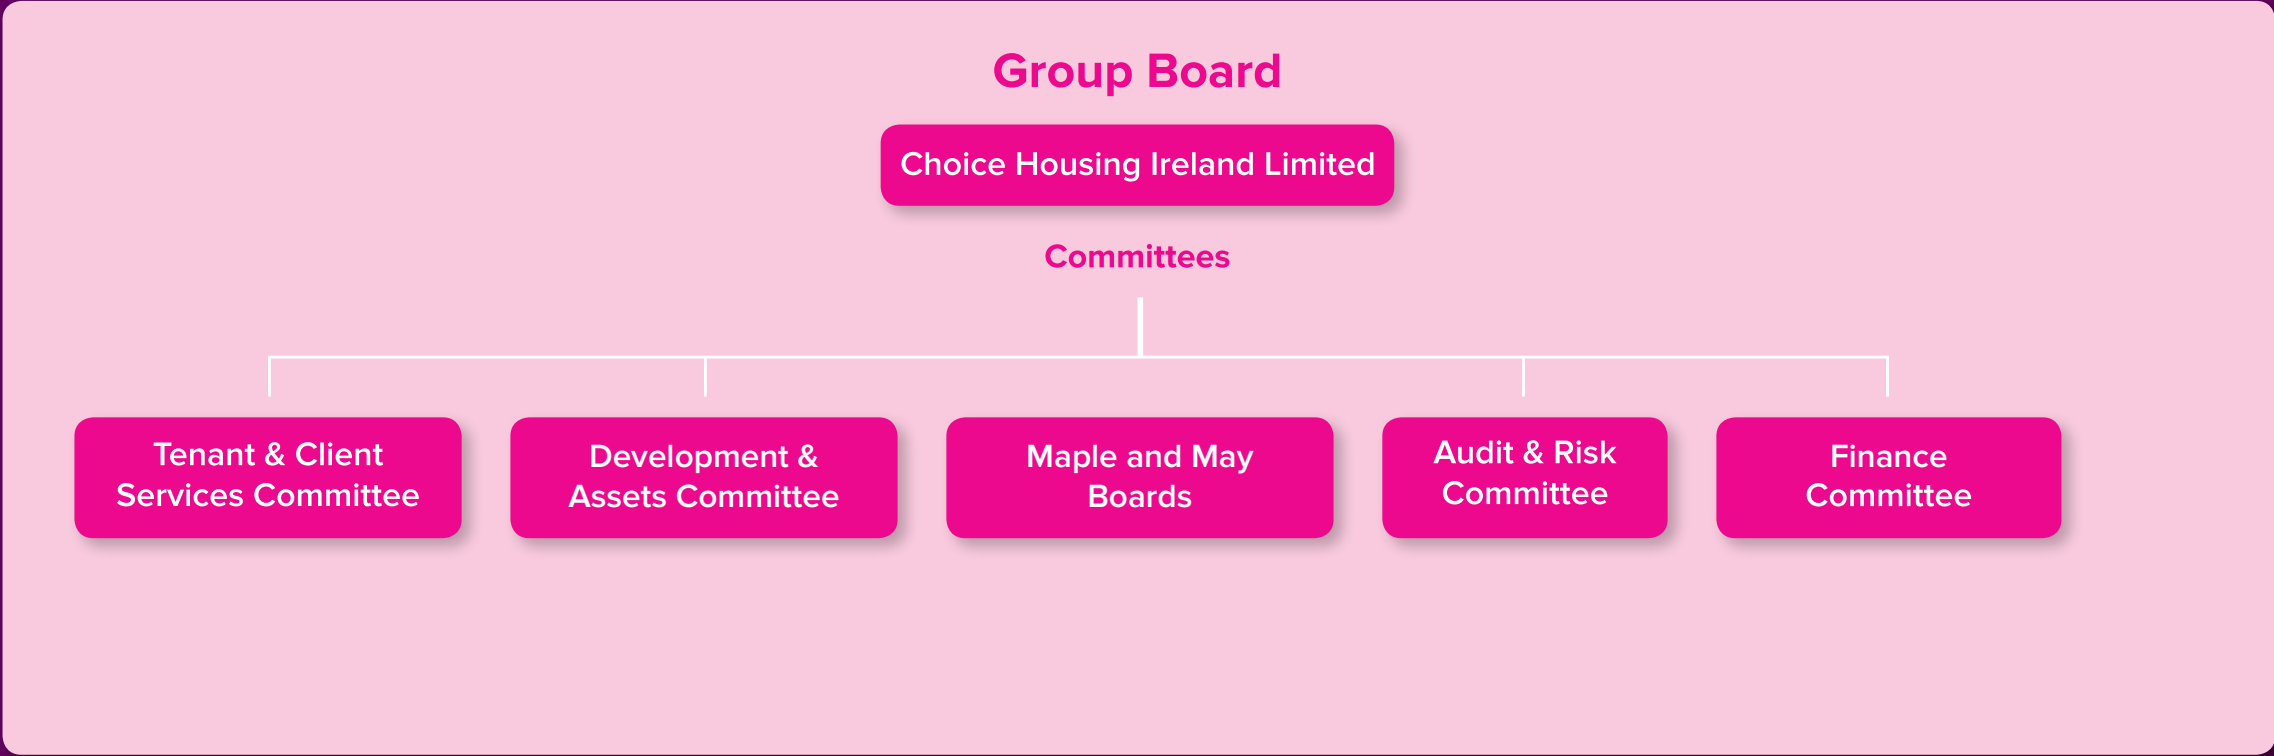 Group Board
Choice Housing Ireland Limited
Committees
Tenant & Client
Services Committee
Development &
Assets Committee
Maple and May
Boards
Audit & Risk
Committee
Finance
Committee